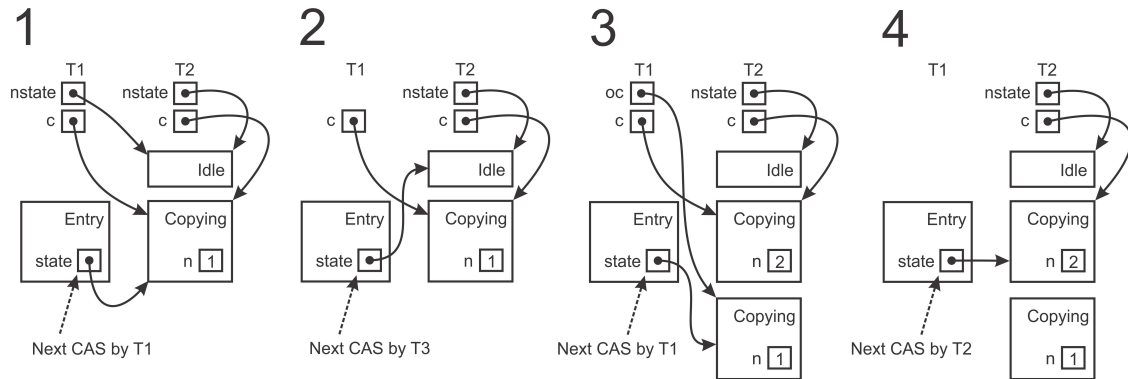 1
T1 T2
nstate nstate
c c
Idle
Entry Copying
state n 1
Next CAS by T1
2
T1 T2
nstate
c c
Idle
Entry Copying
state n 1
Next CAS by T3
3
T1 T2
oc nstate
c c
Idle
Entry Copying
state n 2
Copying
Next CAS by T1 n 1
4
T1 T2
nstate
c
Idle
Entry Copying
state n 2
Copying
Next CAS by T2 n 1